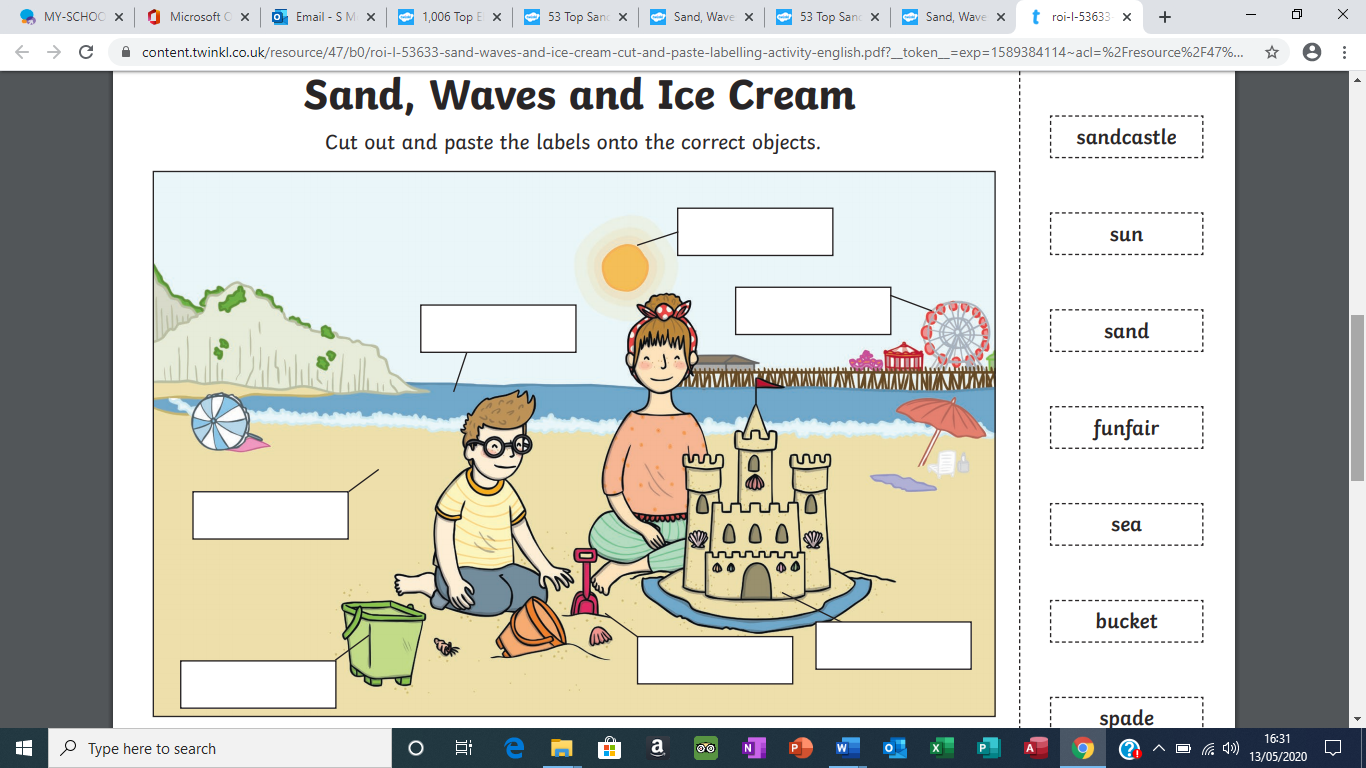 MY-SCHOO
Microsoft O
Email - S M
1,006 Top E
53 Top Sand
Sand, Wave
53 Top Sand
Sand, Wave
roi-l-53633-
content.twinkl.co.uk/resource/47/b0/roi-l-53633-sand-waves-and-ice-cream-cut-and-paste-labelling-activity-english.pdf?__token__=exp=1589384114~acl=%2Fresource%2F47%...
Sand, Waves and Ice Cream
Cut out and paste the labels onto the correct objects.
sandcastle
sun
sand
funfair
sea
bucket
spade
Type here to search
16:31
13/05/2020